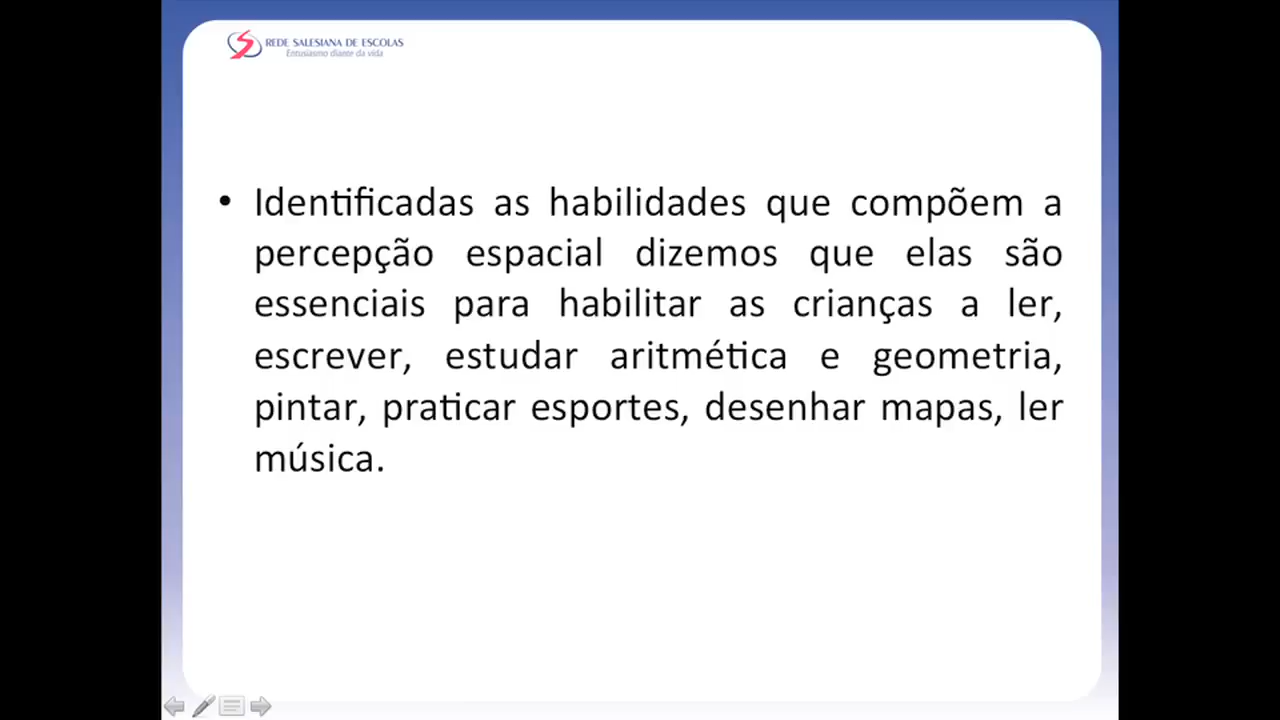 REDE SALESIANA DE ESCOLAS
Entusiasmo diante da vida
• Identificadas as habilidades que compõem a
percepção espacial dizemos que elas são
essenciais para habilitar as crianças a ler,
escrever, estudar aritmética e geometria,
pintar, praticar esportes, desenhar mapas, ler
música.